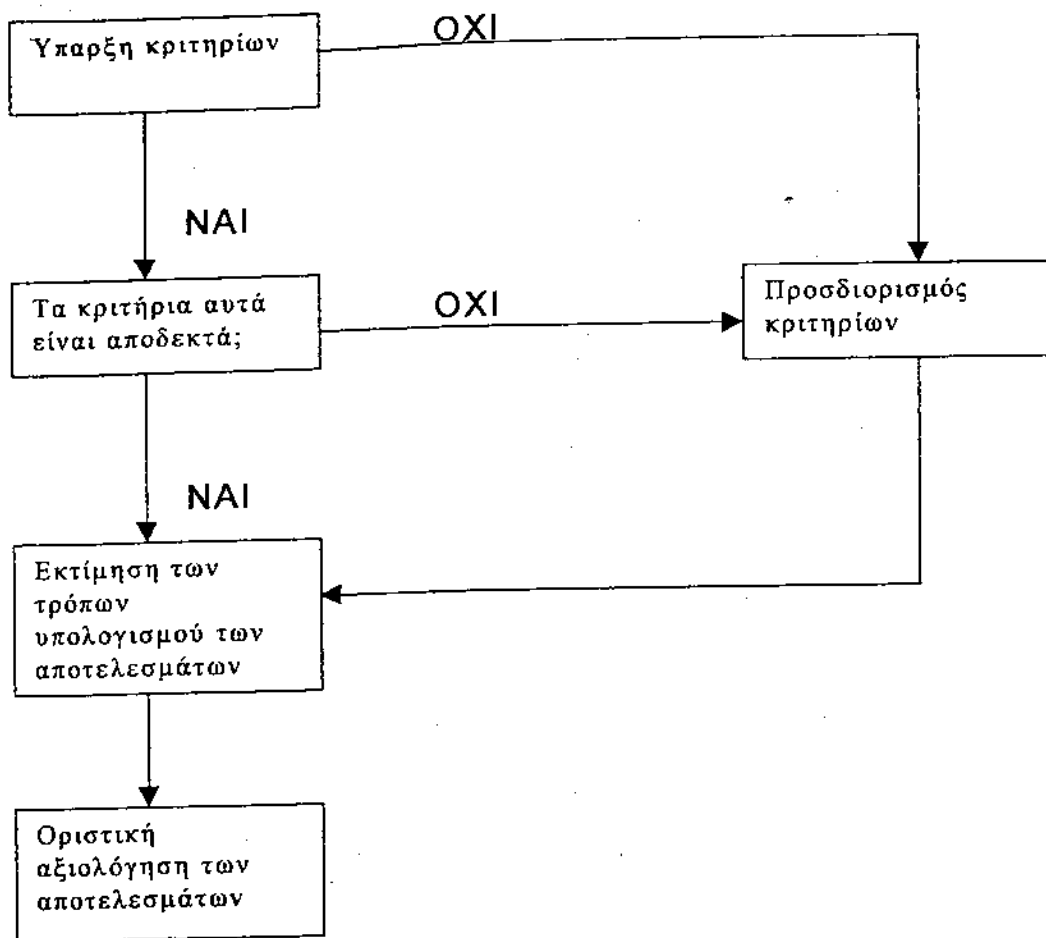 Ύπαρξη κριτηρίων
ΟΧΙ
ΝΑΙ
Τα κριτήρια αυτά
είναι αποδεκτά;
ΟΧΙ
Προσδιορισμός
κριτηρίων
ΝΑΙ
Εκτίμηση των
τρόπων
υπολογισμού των
αποτελεσμάτων
Οριστική
αξιολόγηση των
αποτελεσμάτων